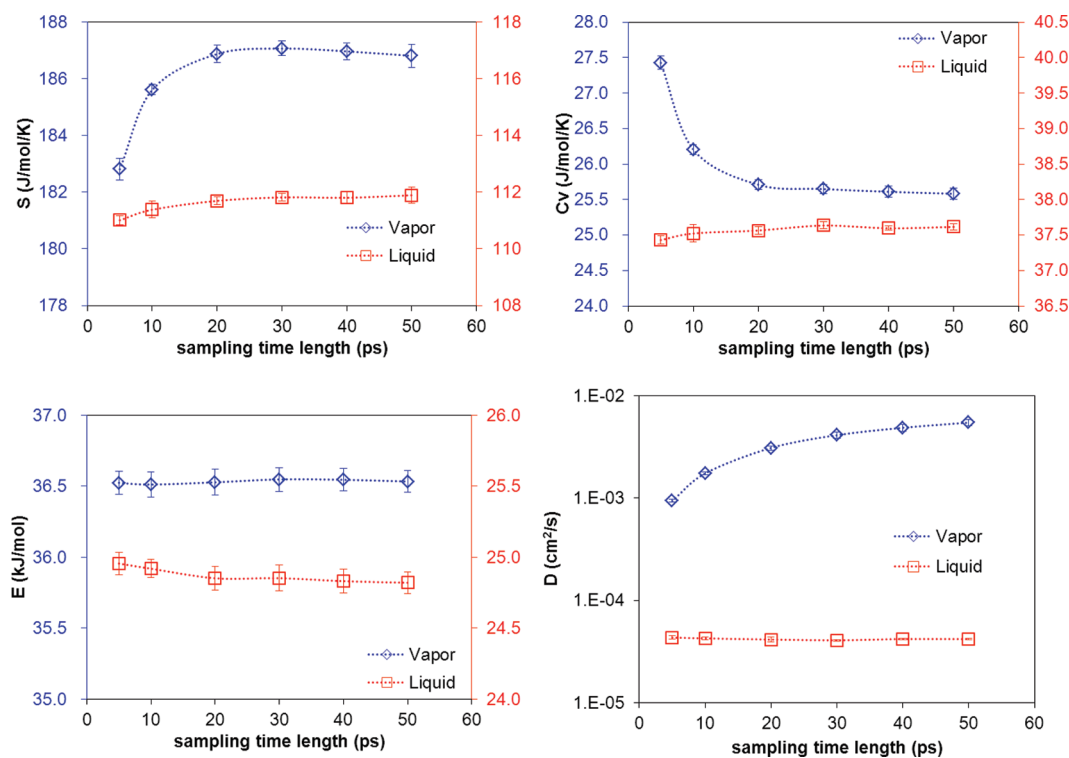 S (J/mol/K)
188
186
184
182
180
178
118
116
114
112
110
108
Vapor
Liquid
0 10 20 30 40 50 60
sampling time length (ps)
Cv (J/mol/K)
28.0
27.5
27.0
26.5
26.0
25.5
25.0
24.5
24.0
40.5
40.0
39.5
39.0
38.5
38.0
37.5
37.0
36.5
Vapor
Liquid
0 10 20 30 40 50 60
sampling time length (ps)
E (kJ/mol)
37.0
36.5
36.0
35.5
35.0
26.0
25.5
25.0
24.5
24.0
Vapor
Liquid
0 10 20 30 40 50 60
sampling time length (ps)
D (cm²/s)
1.E-02
1.E-03
1.E-04
1.E-05
Vapor
Liquid
0 10 20 30 40 50 60
sampling time length (ps)